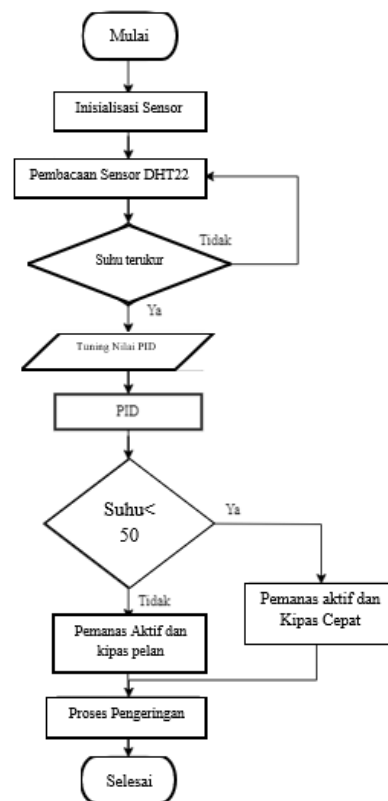 Mulai
Inisialisasi Sensor
Pembacaan Sensor DHT22
Tidak
Suhu terukur
Ya
Tuning Nilai PID
PID
Suhu<
50
Ya
Tidak
Pemanas aktif dan
Kipas Cepat
Pemanas Aktif dan
kipas pelan
Proses Pengeringan
Selesai